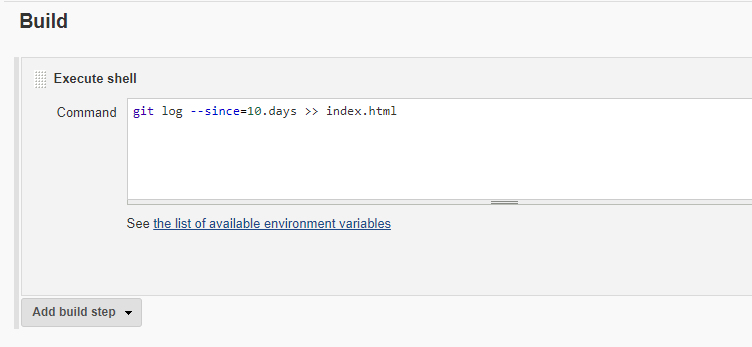 Build
Execute shell
Command
git log --since=10.days >> index.html
See the list of available environment variables
Add build step